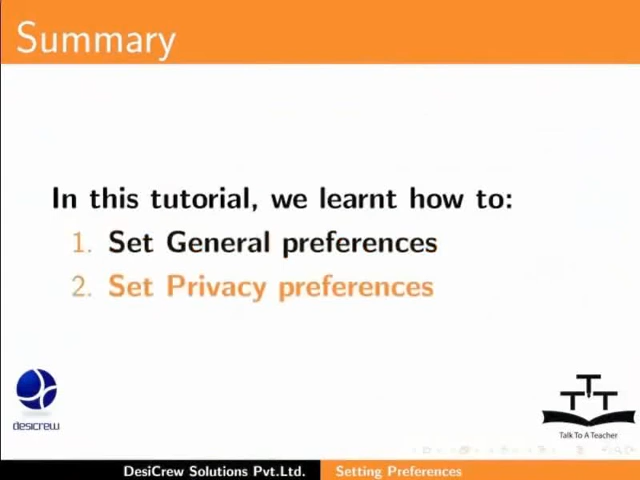 Summary
In this tutorial, we learnt how to:
1. Set General preferences
2. Set Privacy preferences
desicrew
TTT
Talk To A Teacher
DesiCrew Solutions Pvt.Ltd.
Setting Preferences